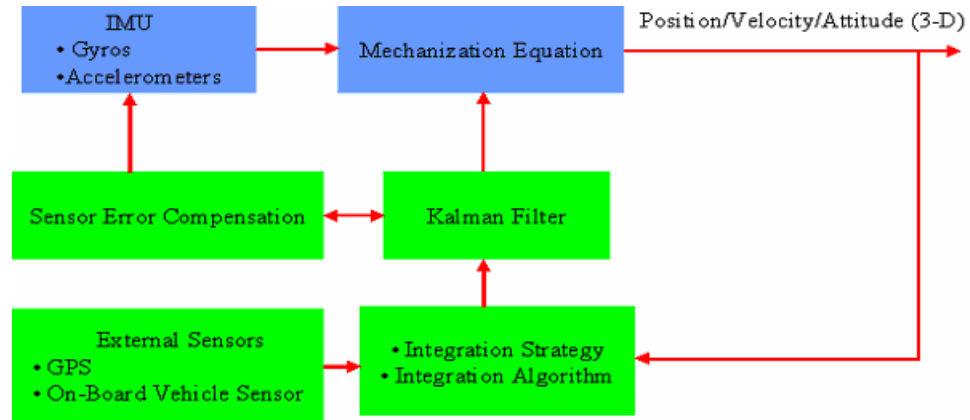 IMU
• Gyros
•Accelerometers
Mechanization Equation
Position/Velocity/Attitude (3-D)
Sensor Error Compensation
Kalman Filter
External Sensors
• GPS
• On-Board Vehicle Sensor
• Integration Strategy
• Integration Algorithm